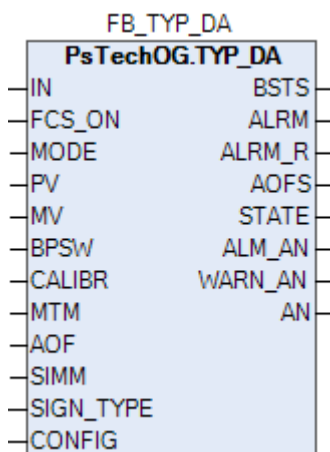 FB_TYP_DA
PsTechOG.TYP_DA
IN BSTS
FCS_ON ALRM
MODE ALRM_R
PV AOFS
MV STATE
BPSW ALM_AN
CALIBR WARN_AN
MTM AN
AOF
SIMM
SIGN_TYPE
CONFIG